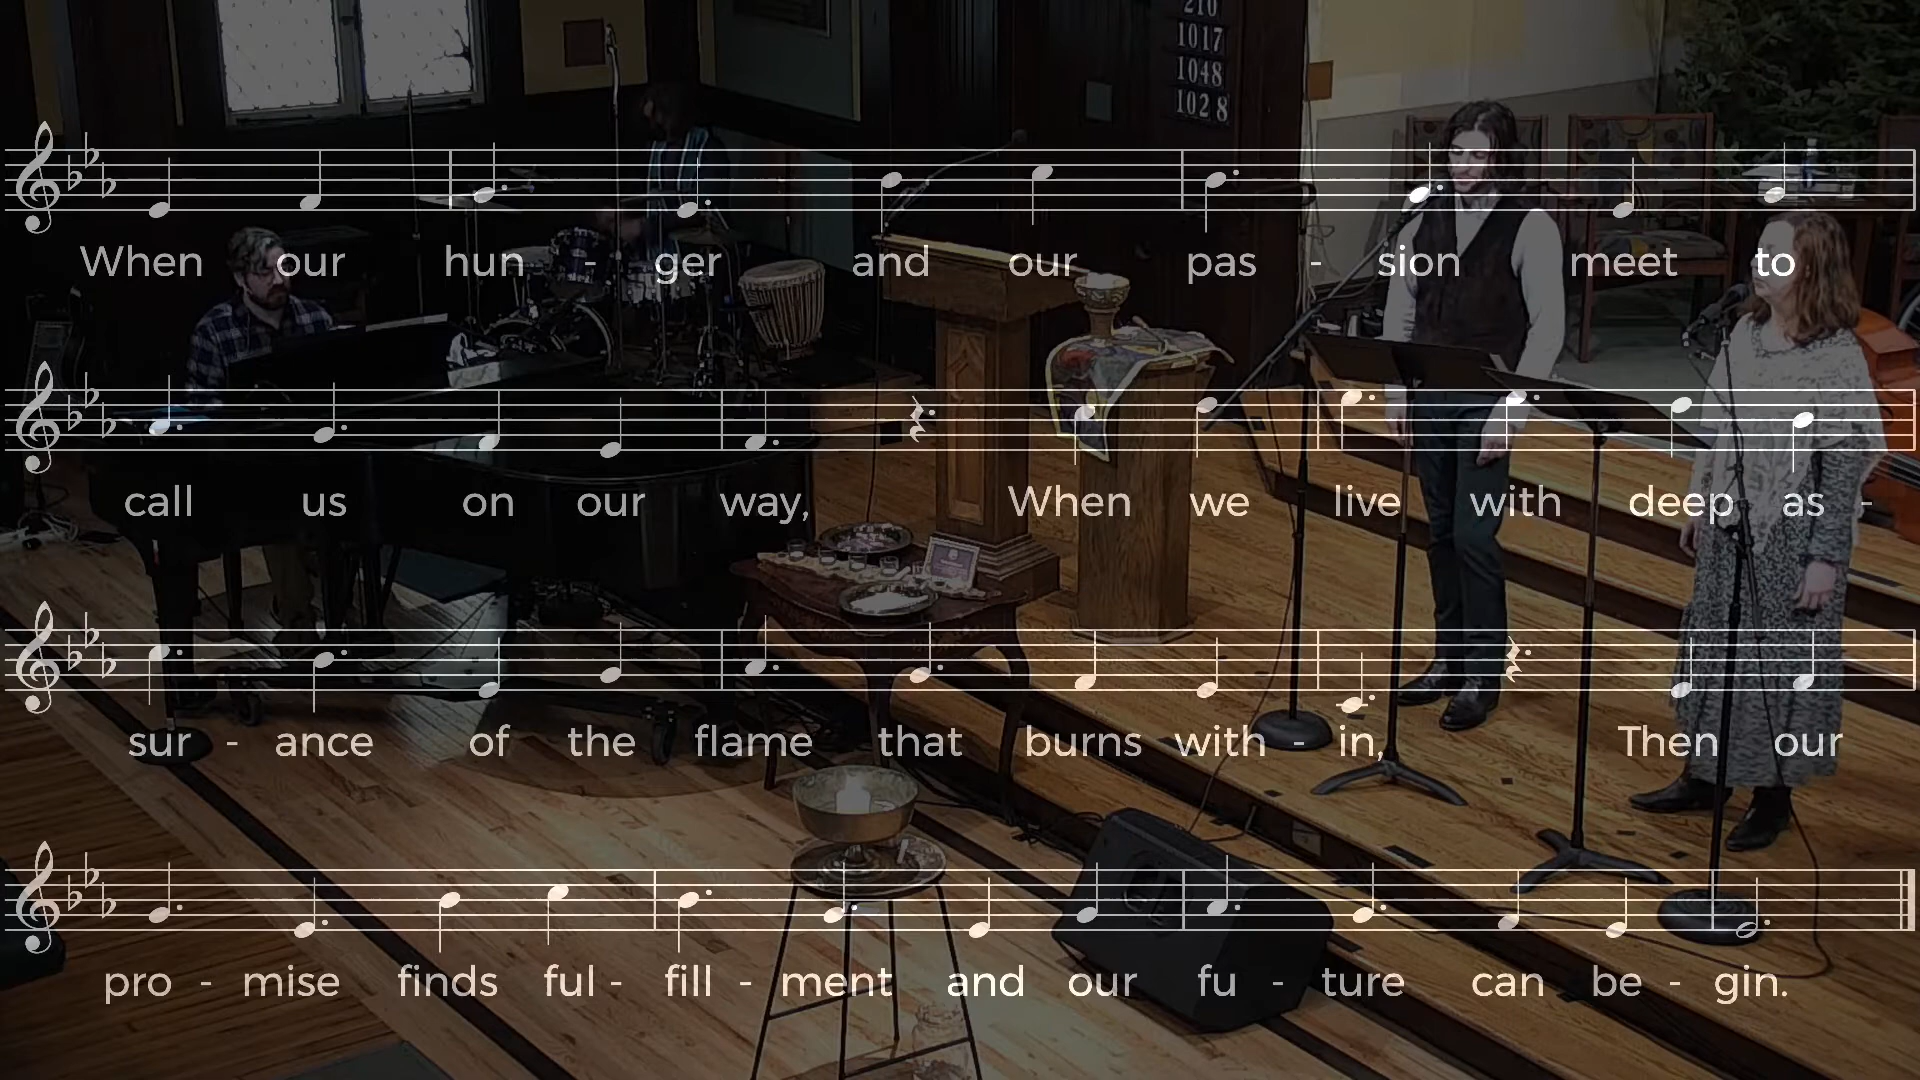 210
1017
1048
1028
When our hun - ger and our pas - sion meet to
call us on our way, When we live with deep as -
sur - ance of the flame that burns with - in, Then our
pro - mise finds ful - fill - ment and our fu - ture can be - gin.